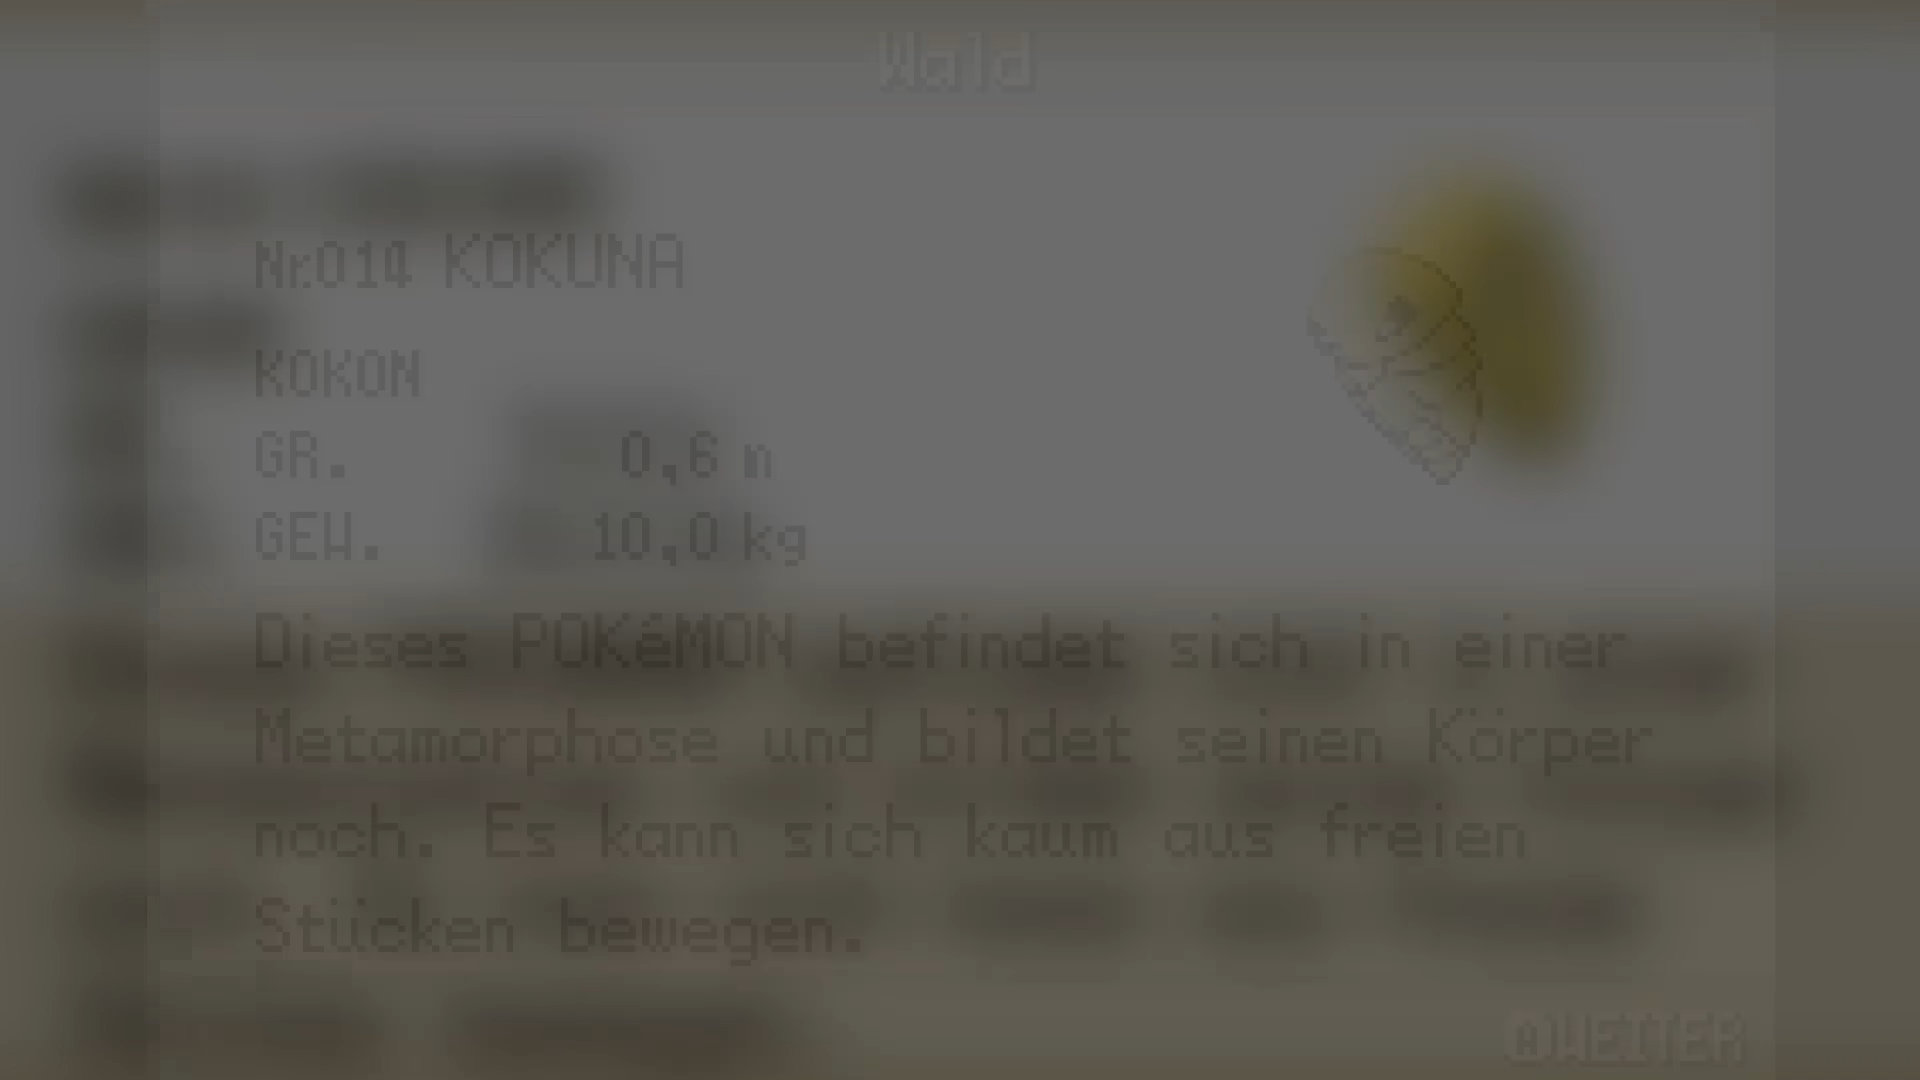 Wald
Nr.014 KOKUNA
KOKON
GR. 0,6 m
GEW. 10,0 kg
Dieses POKéMON befindet sich in einer
Metamorphose und bildet seinen Körper
noch. Es kann sich kaum aus freien
Stücken bewegen.
ⒶWEITER